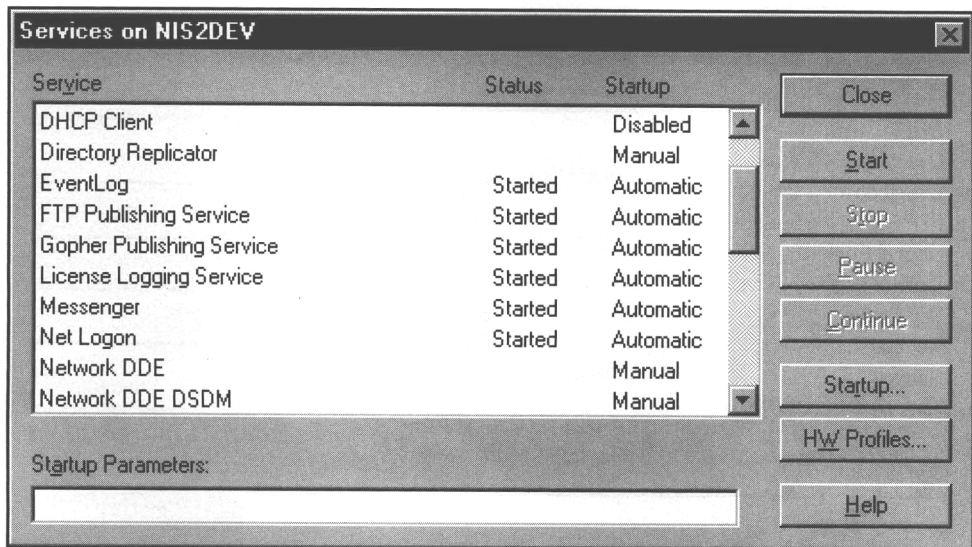 Services on NIS2DEV
Service Status Startup
DHCP Client Disabled
Directory Replicator Manual
EventLog Started Automatic
FTP Publishing Service Started Automatic
Gopher Publishing Service Started Automatic
License Logging Service Started Automatic
Messenger Started Automatic
Net Logon Started Automatic
Network DDE Manual
Network DDE DSDM Manual
Startup Parameters:
Close
Start
Stop
Pause
Continue
Startup...
HW Profiles...
Help